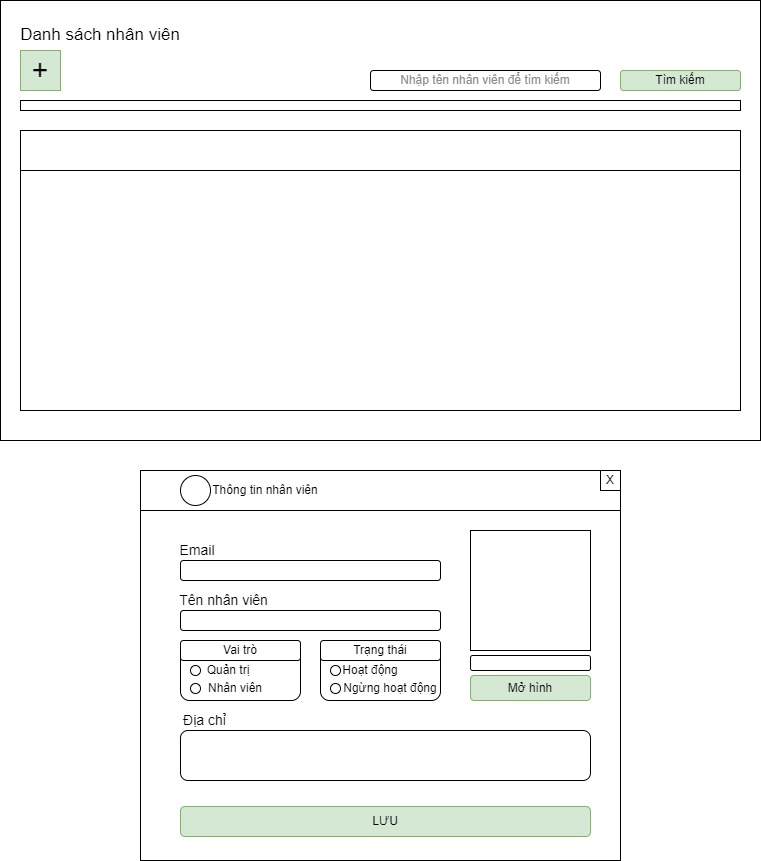 Danh sách nhân viên
+
Nhập tên nhân viên để tìm kiếm
Tìm kiếm
Thông tin nhân viên
X
Email
Tên nhân viên
Vai trò
Quản trị
Nhân viên
Trạng thái
Hoạt động
Ngừng hoạt động
Mở hình
Địa chỉ
LƯU